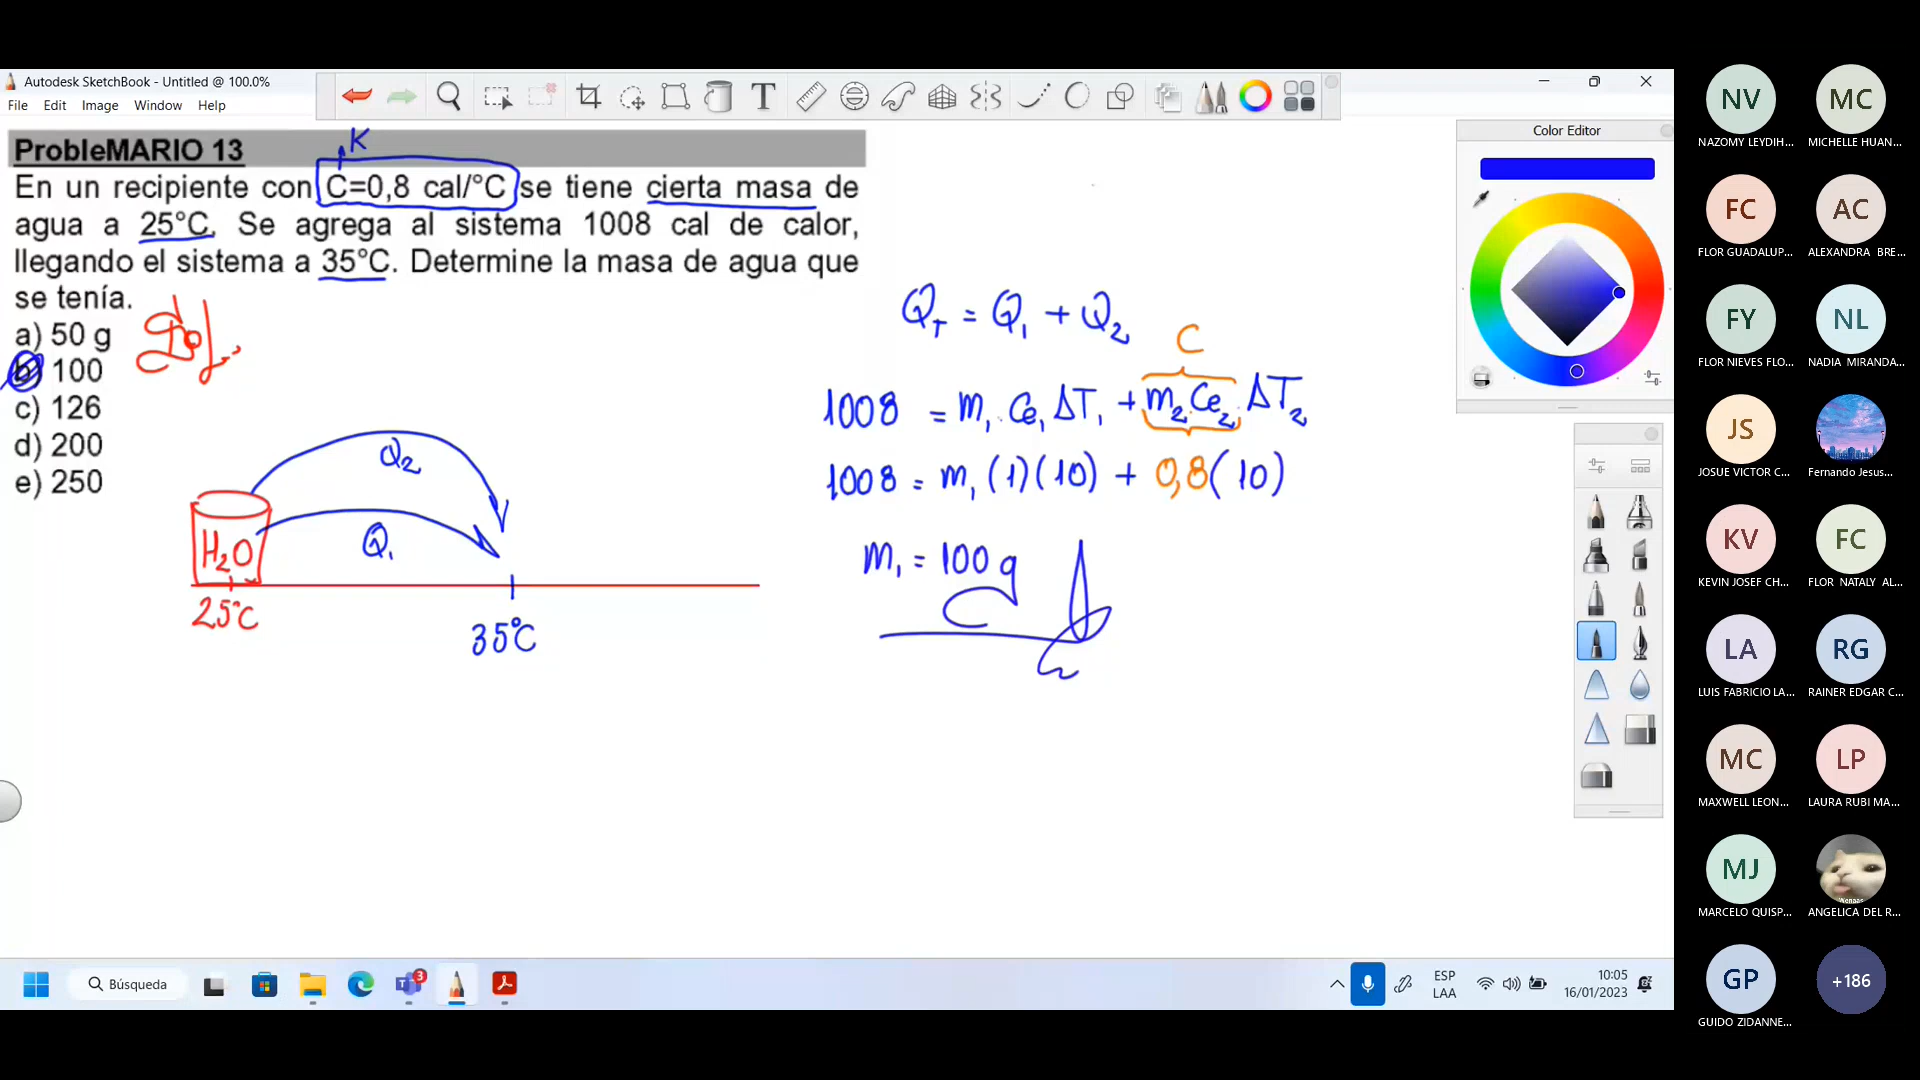 Autodesk SketchBook - Untitled @ 100.0%
File Edit Image Window Help
T
Color Editor
ProbleMARIO 13
K
En un recipiente con C=0,8 cal/°C se tiene cierta masa de
agua a 25°C. Se agrega al sistema 1008 cal de calor,
llegando el sistema a 35°C. Determine la masa de agua que
se tenía.
a) 50 g
b) 100
c) 126
d) 200
e) 250
Sol.
Q₂
Q₁
H₂O
25°C
35°C
Q_T = Q₁ + Q₂
C
1008 = m₁ . Ce₁ ΔT₁ + m₂ Ce₂ . ΔT₂
1008 = m₁ (1)(10) + 0,8(10)
m₁ = 100 g
NV
NAZOMY LEYDIH...
MC
MICHELLE HUAN...
FC
FLOR GUADALUP...
AC
ALEXANDRA BRE...
FY
FLOR NIEVES FLO...
NL
NADIA MIRANDA...
JS
JOSUE VICTOR C...
Fernando Jesus...
KV
KEVIN JOSEF CH...
FC
FLOR NATALY AL...
LA
LUIS FABRICIO LA...
RG
RAINER EDGAR C...
MC
MAXWELL LEON...
LP
LAURA RUBI MA...
MJ
MARCELO QUISP...
ANGELICA DEL R...
GP
GUIDO ZIDANNE...
+186
Búsqueda
3
ESP
LAA
10:05
16/01/2023